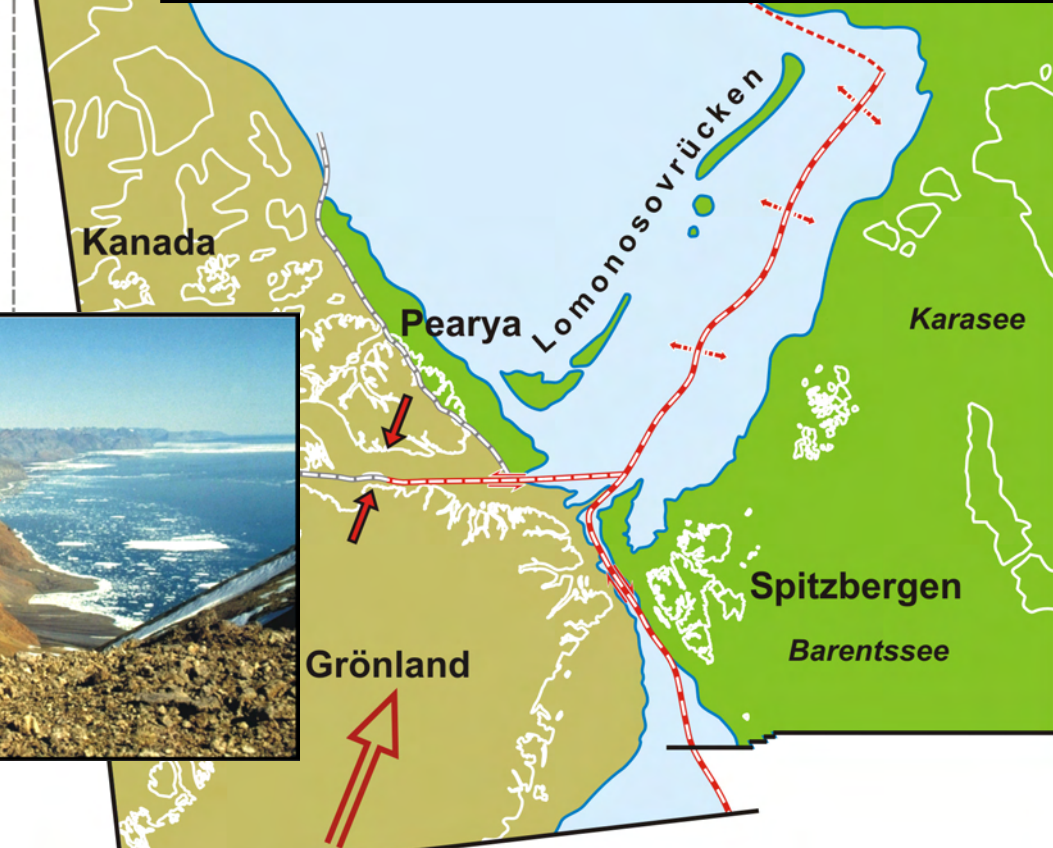 Lomonosovrücken
Kanada
Pearya
Karasee
Spitzbergen
Barentssee
Grönland